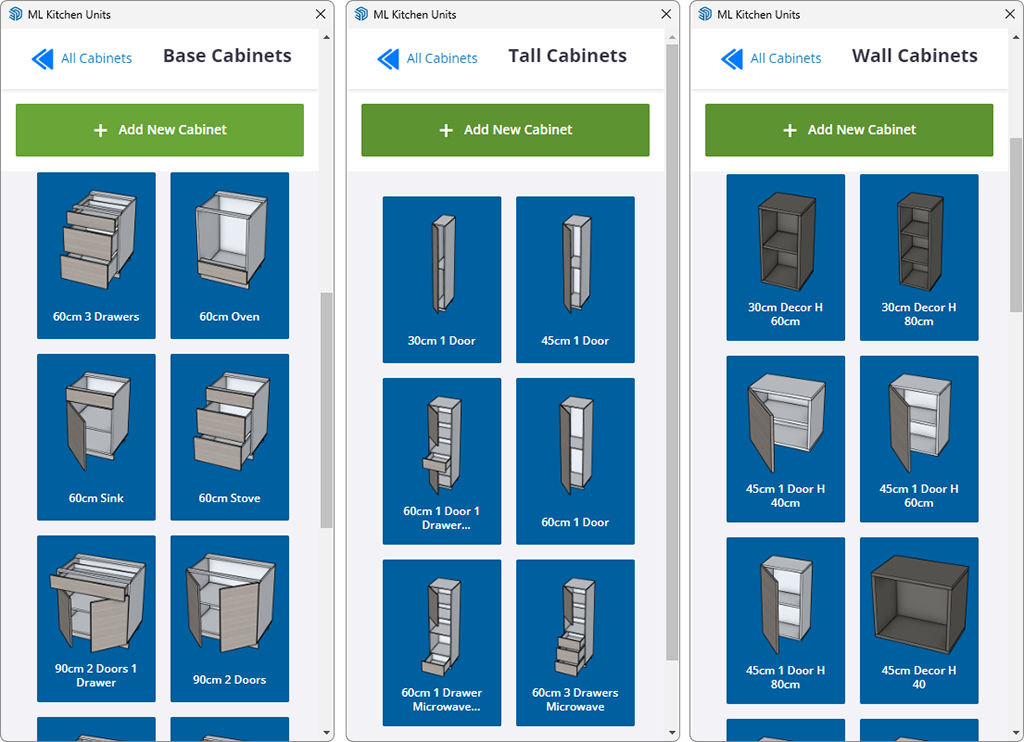 ML Kitchen Units
All Cabinets
Base Cabinets
+ Add New Cabinet
60cm 3 Drawers
60cm Oven
60cm Sink
60cm Stove
90cm 2 Doors 1
Drawer
90cm 2 Doors
ML Kitchen Units
All Cabinets
Tall Cabinets
+ Add New Cabinet
30cm 1 Door
45cm 1 Door
60cm 1 Door 1
Drawer...
60cm 1 Door
60cm 1 Drawer
Microwave...
60cm 3 Drawers
Microwave
ML Kitchen Units
All Cabinets
Wall Cabinets
+ Add New Cabinet
30cm Decor H
60cm
30cm Decor H
80cm
45cm 1 Door H
40cm
45cm 1 Door H
60cm
45cm 1 Door H
80cm
45cm Decor H
40